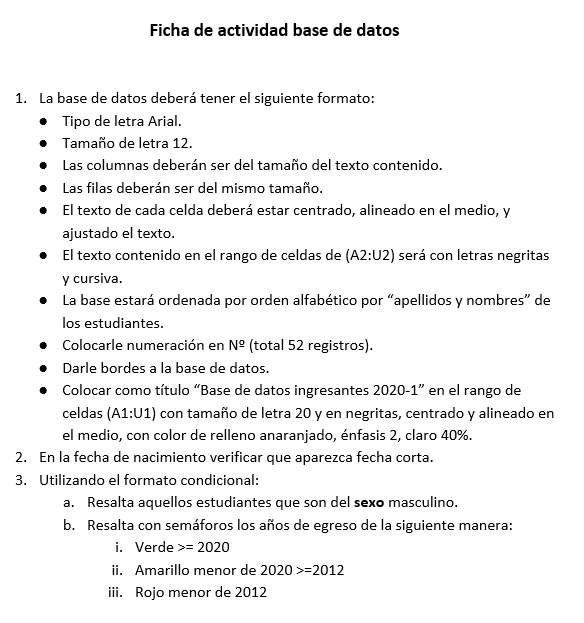 Ficha de actividad base de datos
1. La base de datos deberá tener el siguiente formato:
● Tipo de letra Arial.
● Tamaño de letra 12.
● Las columnas deberán ser del tamaño del texto contenido.
● Las filas deberán ser del mismo tamaño.
● El texto de cada celda deberá estar centrado, alineado en el medio, y
ajustado el texto.
● El texto contenido en el rango de celdas de (A2:U2) será con letras negritas
y cursiva.
● La base estará ordenada por orden alfabético por “apellidos y nombres” de
los estudiantes.
● Colocarle numeración en Nº (total 52 registros).
● Darle bordes a la base de datos.
● Colocar como título “Base de datos ingresantes 2020-1” en el rango de
celdas (A1:U1) con tamaño de letra 20 y en negritas, centrado y alineado en
el medio, con color de relleno anaranjado, énfasis 2, claro 40%.
2. En la fecha de nacimiento verificar que aparezca fecha corta.
3. Utilizando el formato condicional:
a. Resalta aquellos estudiantes que son del sexo masculino.
b. Resalta con semáforos los años de egreso de la siguiente manera:
i. Verde >= 2020
ii. Amarillo menor de 2020 >=2012
iii. Rojo menor de 2012